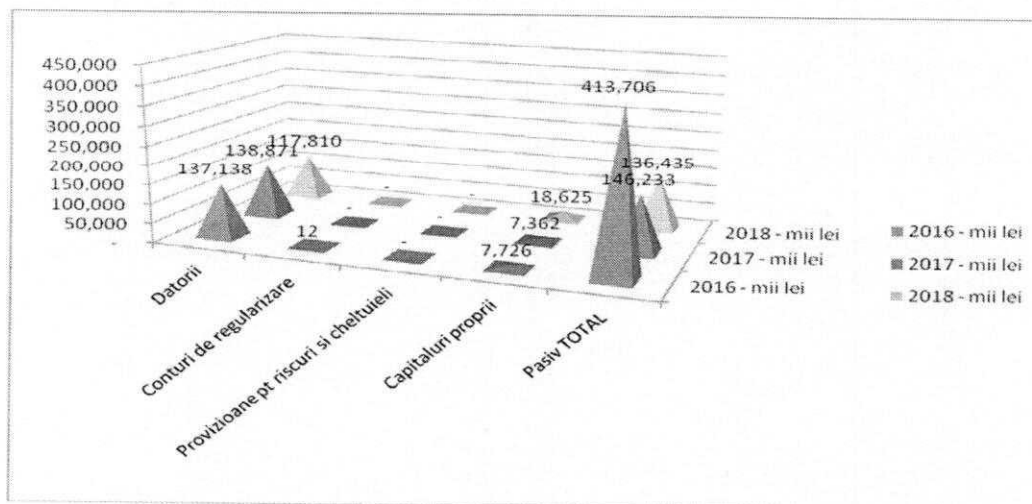 450,000
400,000
350,000
300,000
250,000
200,000
150,000
100,000
50,000
-
137,138
138,871
117,810
12
-
-
-
-
-
7,726
7,362
18,625
413,706
146,233
136,435
Datorii
Conturi de regularizare
Provizioane pt riscuri si cheltuieli
Capitaluri proprii
Pasiv TOTAL
2018 - mii lei
2017 - mii lei
2016 - mii lei
2016 - mii lei
2017 - mii lei
2018 - mii lei